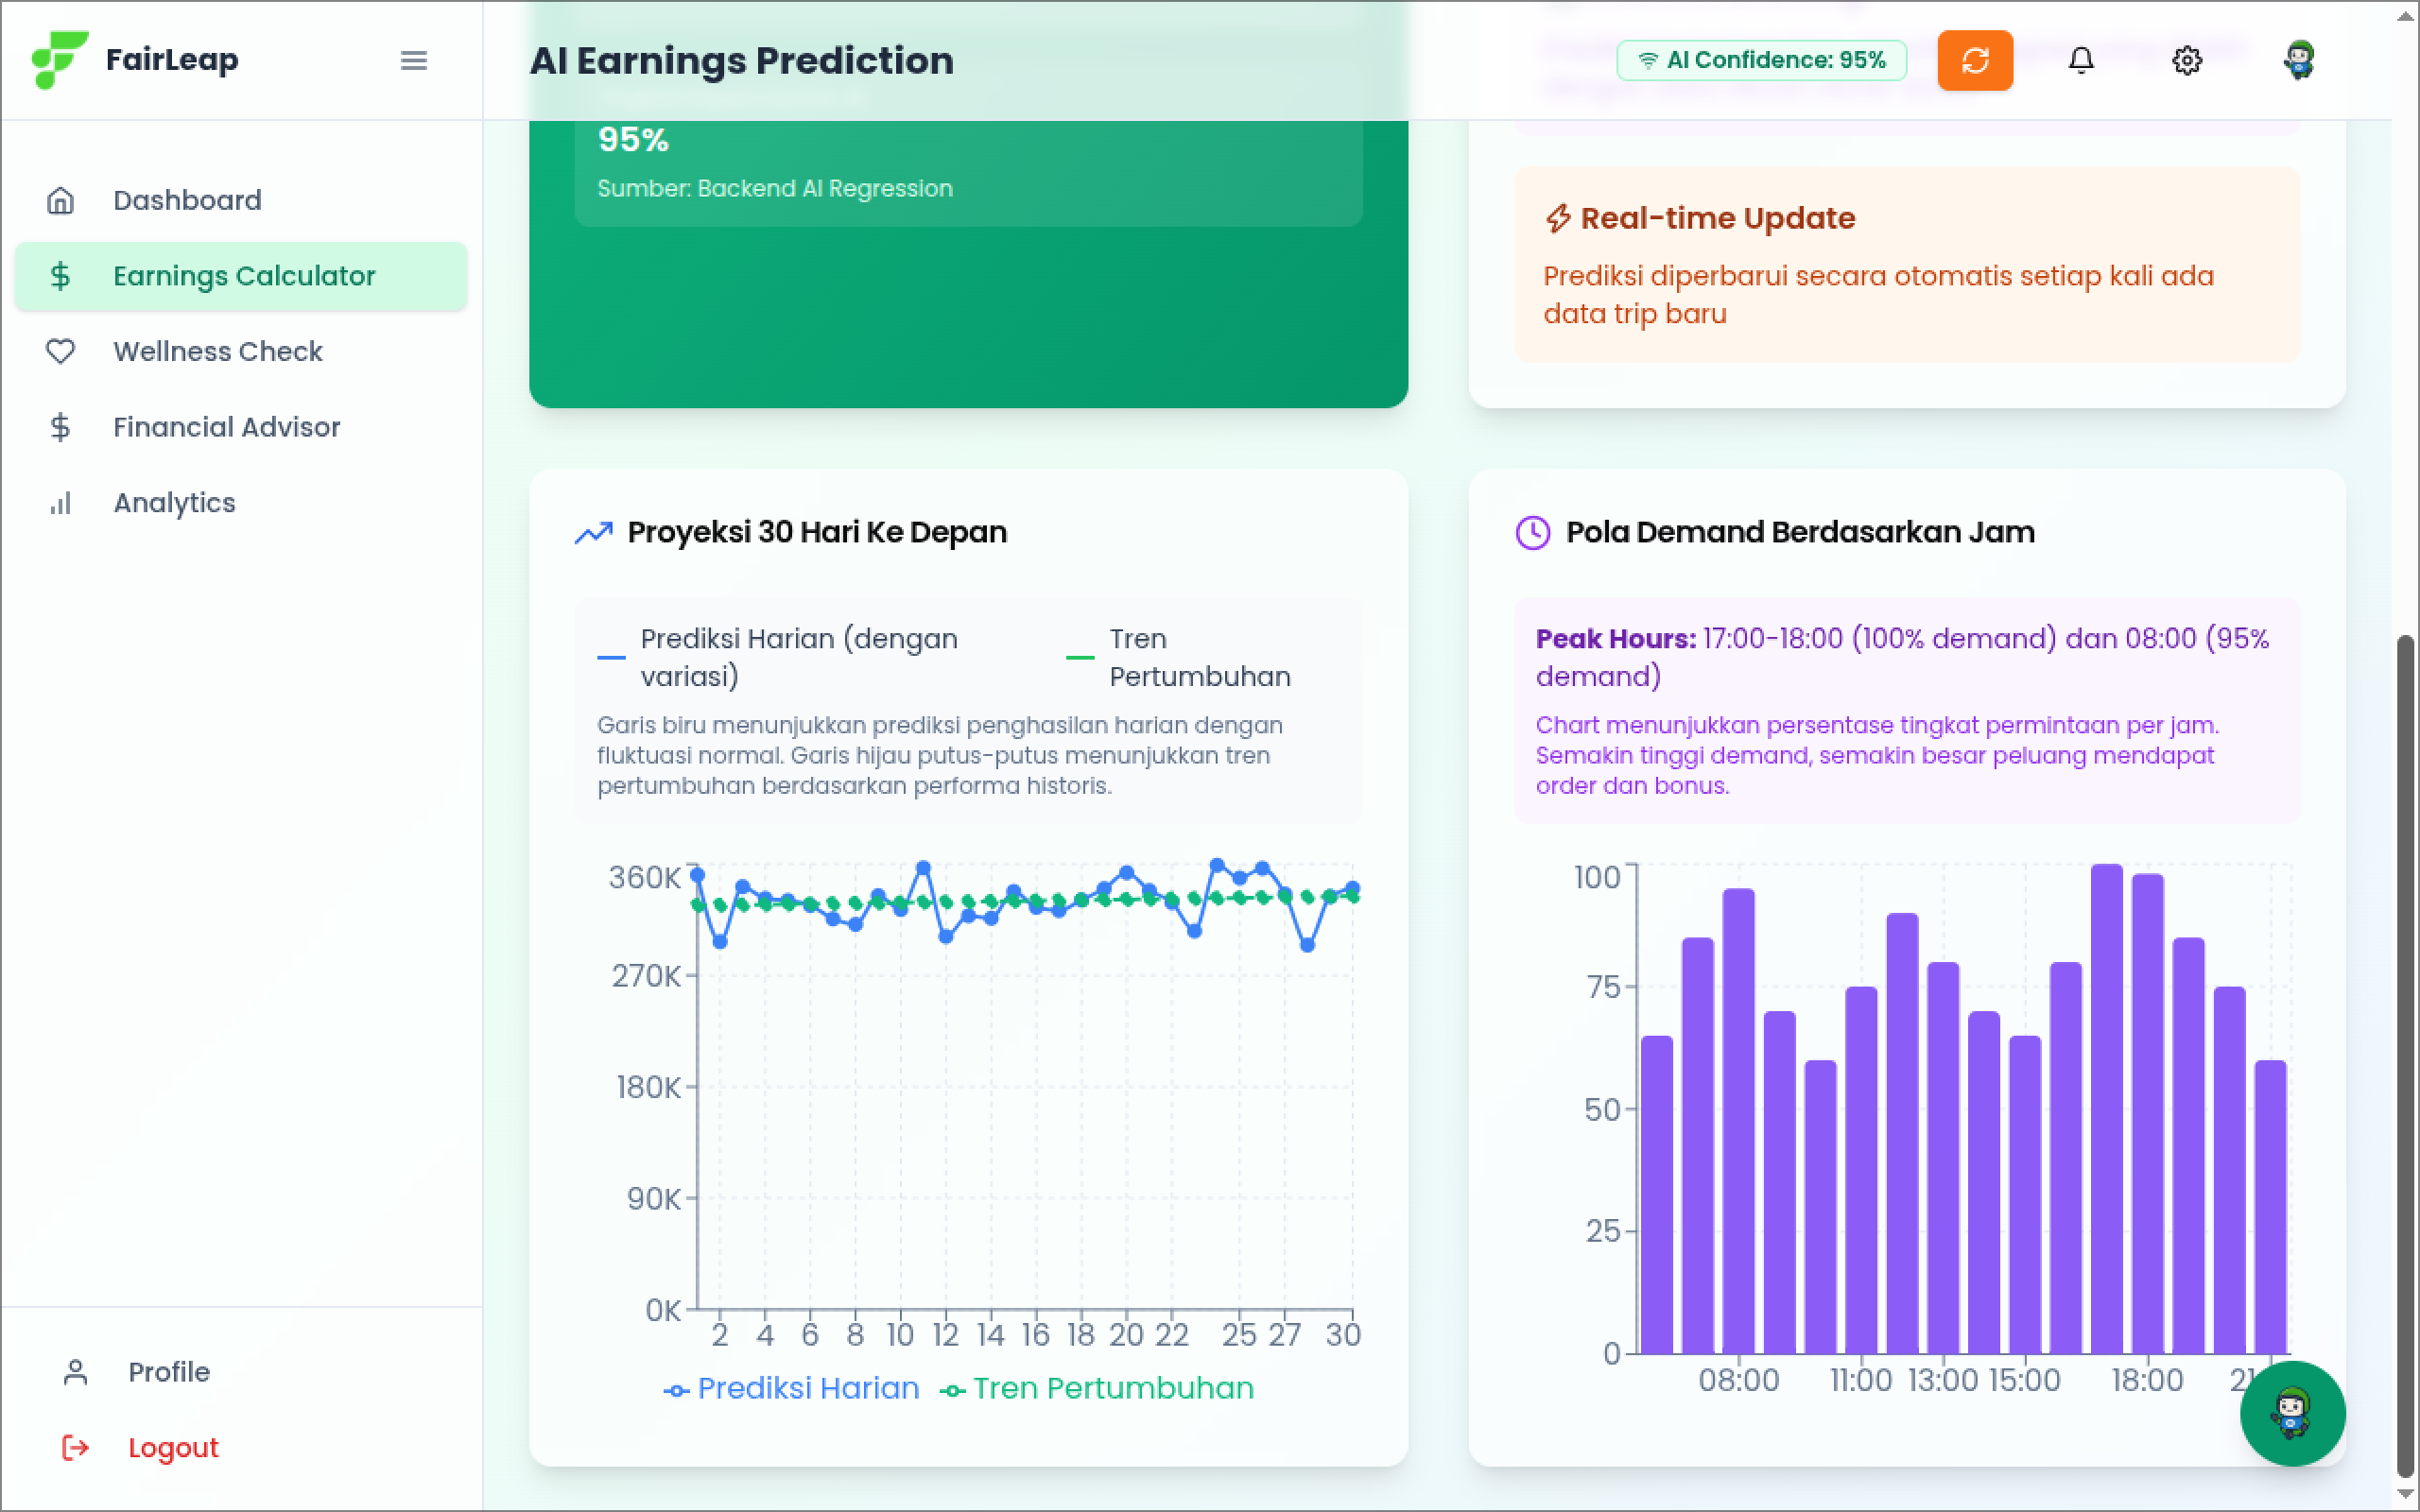 FairLeap
Dashboard
Earnings Calculator
Wellness Check
Financial Advisor
Analytics
Profile
Logout
AI Earnings Prediction
AI Confidence: 95%
95%
Sumber: Backend AI Regression
Real-time Update
Prediksi diperbarui secara otomatis setiap kali ada
data trip baru
Proyeksi 30 Hari Ke Depan
Prediksi Harian (dengan
variasi)
Tren
Pertumbuhan
Garis biru menunjukkan prediksi penghasilan harian dengan
fluktuasi normal. Garis hijau putus-putus menunjukkan tren
pertumbuhan berdasarkan performa historis.
360K
270K
180K
90K
0K
2 4 6 8 10 12 14 16 18 20 22 25 27 30
Prediksi Harian Tren Pertumbuhan
Pola Demand Berdasarkan Jam
Peak Hours: 17:00-18:00 (100% demand) dan 08:00 (95%
demand)
Chart menunjukkan persentase tingkat permintaan per jam.
Semakin tinggi demand, semakin besar peluang mendapat
order dan bonus.
100
75
50
25
0
08:00 11:00 13:00 15:00 18:00